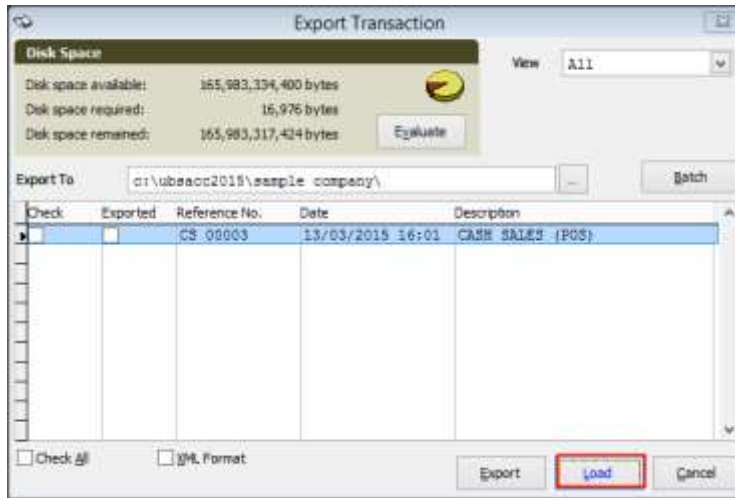 Export Transaction
Disk Space
View All
Disk space available: 165,983,334,400 bytes
Disk space required: 16,976 bytes
Disk space remained: 165,983,317,424 bytes
Evaluate
Export To c:\ubsacc2015\sample company\ ... Batch
Check Exported Reference No. Date Description
CS 00003 13/03/2015 16:01 CASH SALES (POS)
Check All XML Format
Export Load Cancel